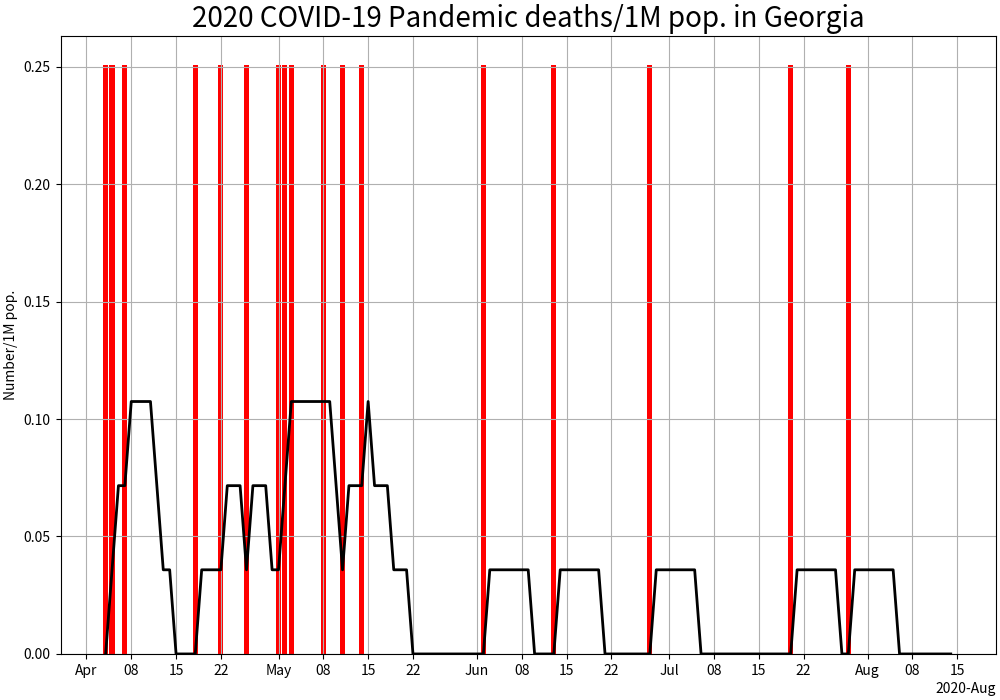 2020 COVID-19 Pandemic deaths/1M pop. in Georgia
Number/1M pop.
0.25
0.20
0.15
0.10
0.05
0.00
Apr 08 15 22 May 08 15 22 Jun 08 15 22 Jul 08 15 22 Aug 08 15
2020-Aug